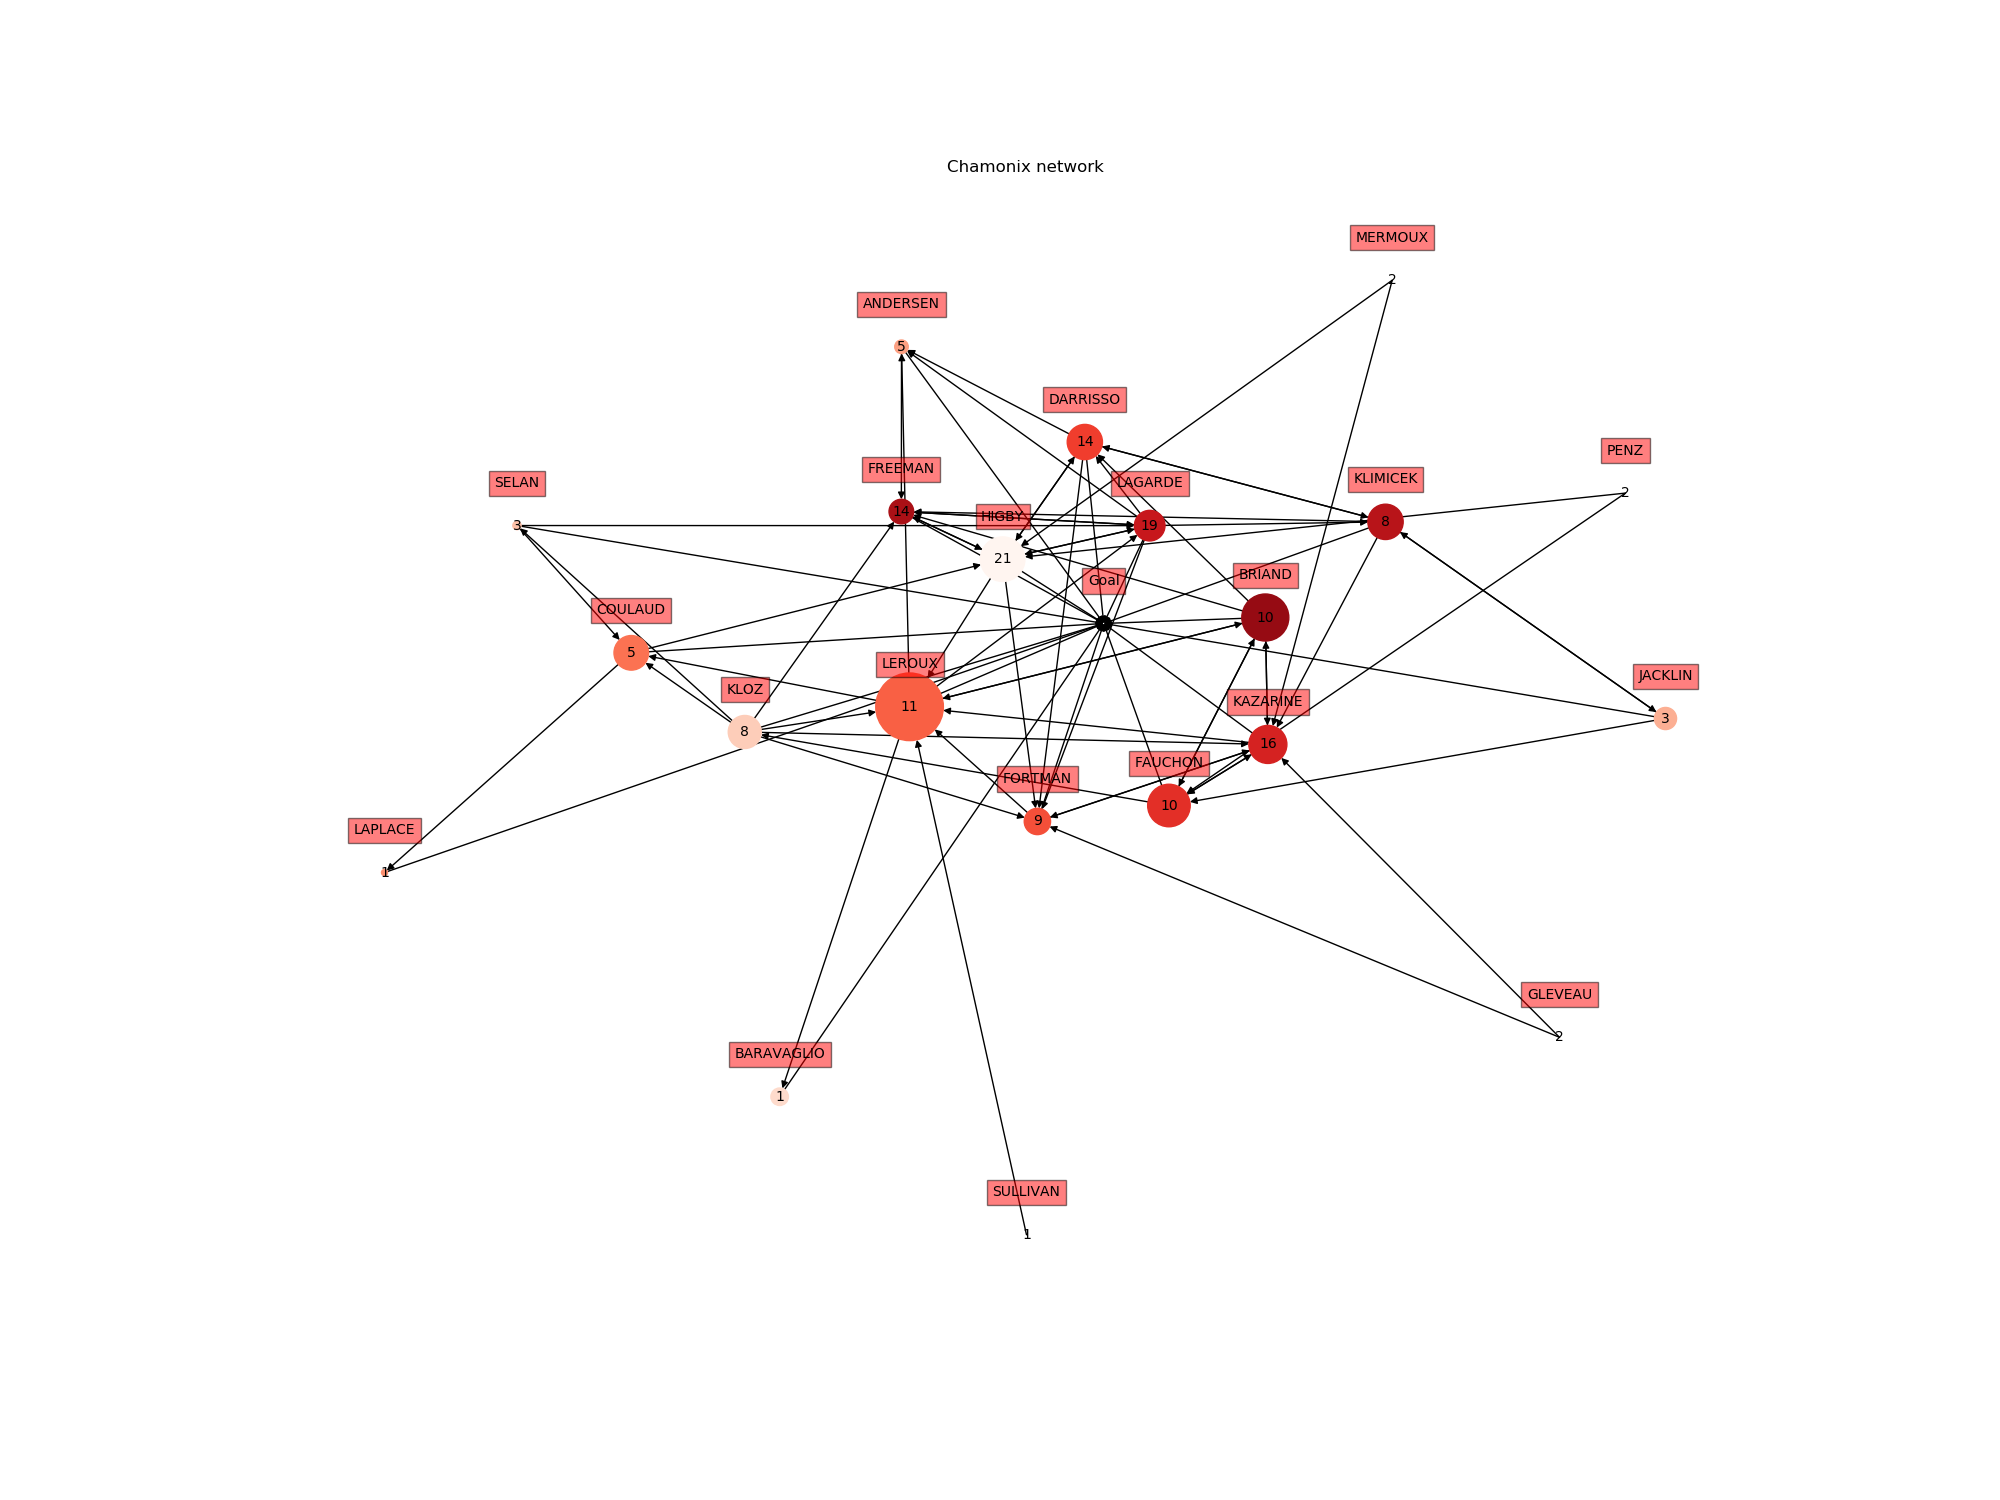 Chamonix network
MERMOUX
2
ANDERSEN
5
DARRISSO
14
PENZ
2
FREEMAN
14
SELAN
3
LAGARDE
19
KLIMICEK
8
HIGBY
21
Goal
BRIAND
10
COULAUD
5
LEROUX
11
JACKLIN
3
KLOZ
8
KAZARINE
16
FAUCHON
10
FORTMAN
9
LAPLACE
1
GLEVEAU
2
BARAVAGLIO
1
SULLIVAN
1